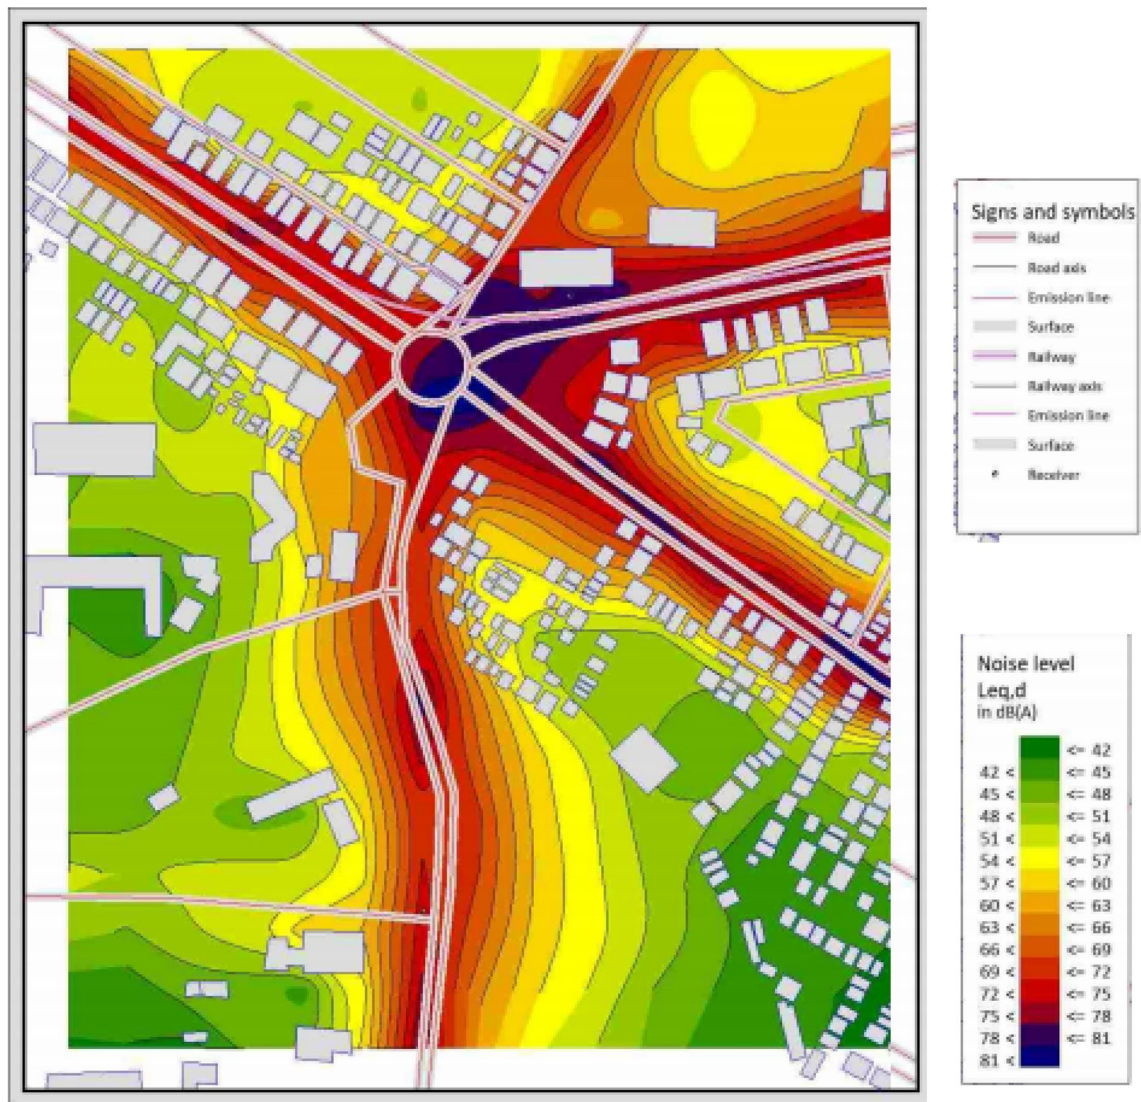 Signs and symbols
Road
Road axis
Emission line
Surface
Railway
Railway axis
Emission line
Surface
Receiver
Noise level
Leq,d
in dB(A)
<= 42
42 < <= 45
45 < <= 48
48 < <= 51
51 < <= 54
54 < <= 57
57 < <= 60
60 < <= 63
63 < <= 66
66 < <= 69
69 < <= 72
72 < <= 75
75 < <= 78
78 < <= 81
81 <